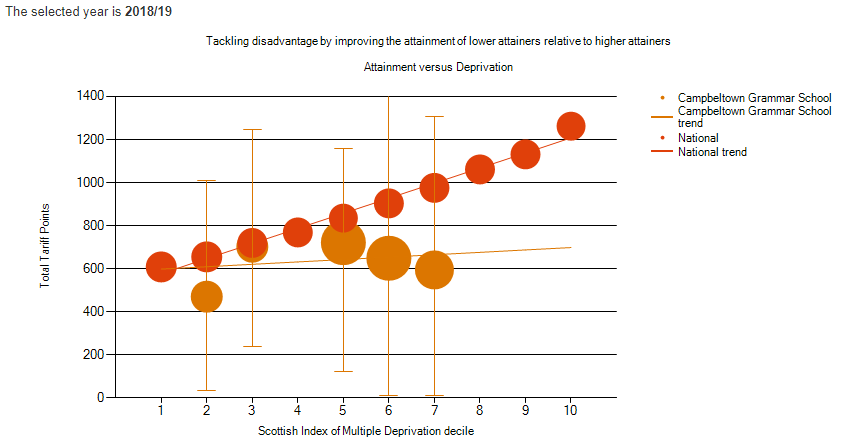 The selected year is 2018/19
Tackling disadvantage by improving the attainment of lower attainers relative to higher attainers
Attainment versus Deprivation
1400
1200
1000
800
600
400
200
0
Total Tariff Points
1 2 3 4 5 6 7 8 9 10
Scottish Index of Multiple Deprivation decile
Campbeltown Grammar School
Campbeltown Grammar School
trend
National
National trend